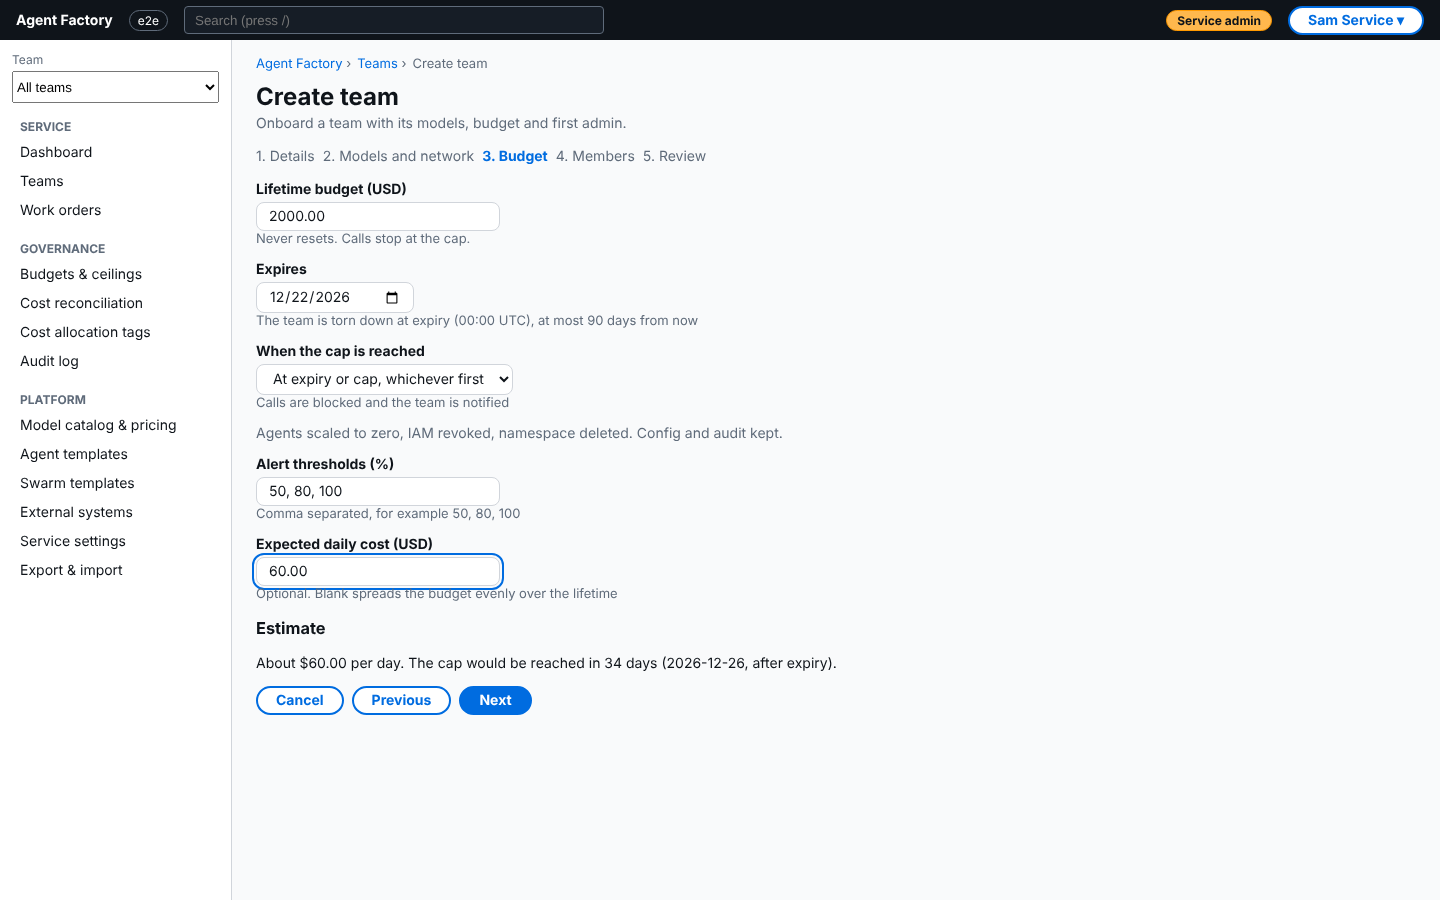 Agent Factory e2e Search (press /) Service admin Sam Service ▾
Team
All teams
SERVICE
Dashboard
Teams
Work orders
GOVERNANCE
Budgets & ceilings
Cost reconciliation
Cost allocation tags
Audit log
PLATFORM
Model catalog & pricing
Agent templates
Swarm templates
External systems
Service settings
Export & import
Agent Factory › Teams › Create team
Create team
Onboard a team with its models, budget and first admin.
1. Details 2. Models and network 3. Budget 4. Members 5. Review
Lifetime budget (USD)
2000.00
Never resets. Calls stop at the cap.
Expires
12/22/2026
The team is torn down at expiry (00:00 UTC), at most 90 days from now
When the cap is reached
At expiry or cap, whichever first
Calls are blocked and the team is notified
Agents scaled to zero, IAM revoked, namespace deleted. Config and audit kept.
Alert thresholds (%)
50, 80, 100
Comma separated, for example 50, 80, 100
Expected daily cost (USD)
60.00
Optional. Blank spreads the budget evenly over the lifetime
Estimate
About $60.00 per day. The cap would be reached in 34 days (2026-12-26, after expiry).
Cancel Previous Next